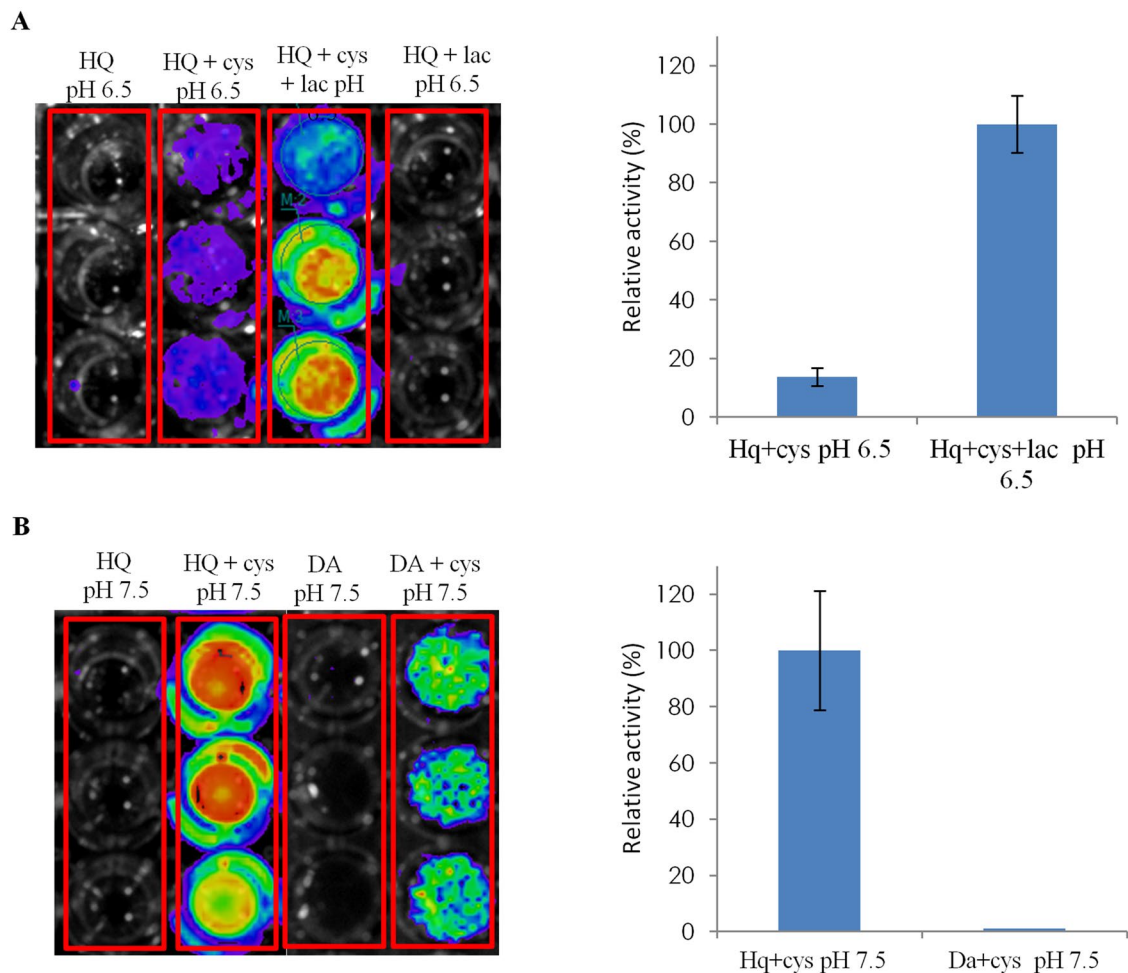 A
HQ
pH 6.5
HQ + cys
pH 6.5
HQ + cys
+ lac pH
HQ + lac
pH 6.5
M 2
M 3
Relative activity (%)
120
100
80
60
40
20
0
Hq+cys pH 6.5
Hq+cys+lac pH
6.5
B
HQ
pH 7.5
HQ + cys
pH 7.5
DA
pH 7.5
DA + cys
pH 7.5
Relative activity (%)
120
100
80
60
40
20
0
Hq+cys pH 7.5
Da+cys pH 7.5